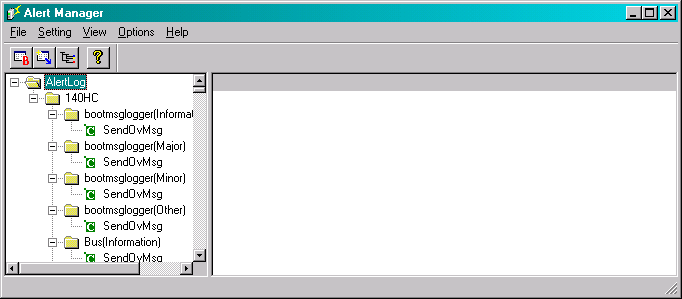 Alert Manager
File Setting View Options Help
B ?
AlertLog
140HC
bootmsglogger(Informat
C SendOvMsg
bootmsglogger(Major)
C SendOvMsg
bootmsglogger(Minor)
C SendOvMsg
bootmsglogger(Other)
C SendOvMsg
Bus(Information)
C SendOvMsg